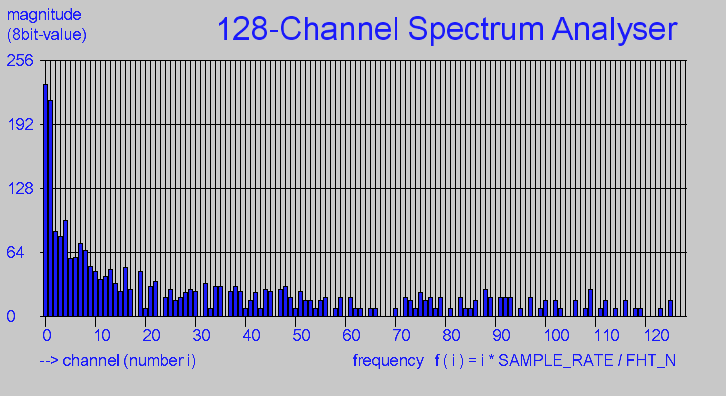 magnitude
(8bit-value)
128-Channel Spectrum Analyser
256
192
128
64
0
0 10 20 30 40 50 60 70 80 90 100 110 120
--> channel (number i) frequency f ( i ) = i * SAMPLE_RATE / FHT_N